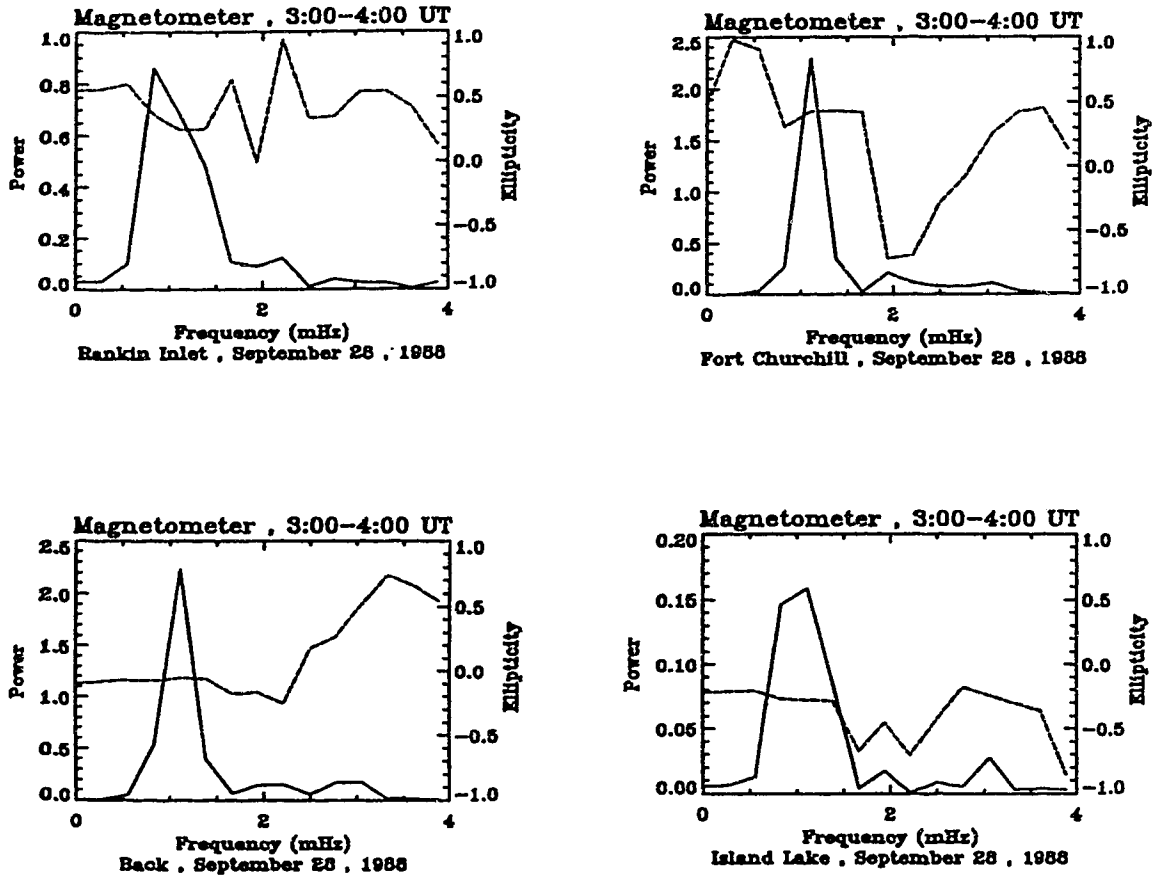 Magnetometer , 3:00-4:00 UT
1.0
0.8
0.6
0.4
0.2
0.0
Power
1.0
0.5
0.0
-0.5
-1.0
Ellipticity
0 2 4
Frequency (mHz)
Rankin Inlet , September 28 , 1988
Magnetometer , 3:00-4:00 UT
2.5
2.0
1.5
1.0
0.5
0.0
Power
1.0
0.5
0.0
-0.5
-1.0
Ellipticity
0 2 4
Frequency (mHz)
Fort Churchill , September 28 , 1988
Magnetometer , 3:00-4:00 UT
2.5
2.0
1.5
1.0
0.5
0.0
Power
1.0
0.5
0.0
-0.5
-1.0
Ellipticity
0 2 4
Frequency (mHz)
Back , September 28 , 1988
Magnetometer , 3:00-4:00 UT
0.20
0.15
0.10
0.05
0.00
Power
1.0
0.5
0.0
-0.5
-1.0
Ellipticity
0 2 4
Frequency (mHz)
Island Lake , September 28 , 1988